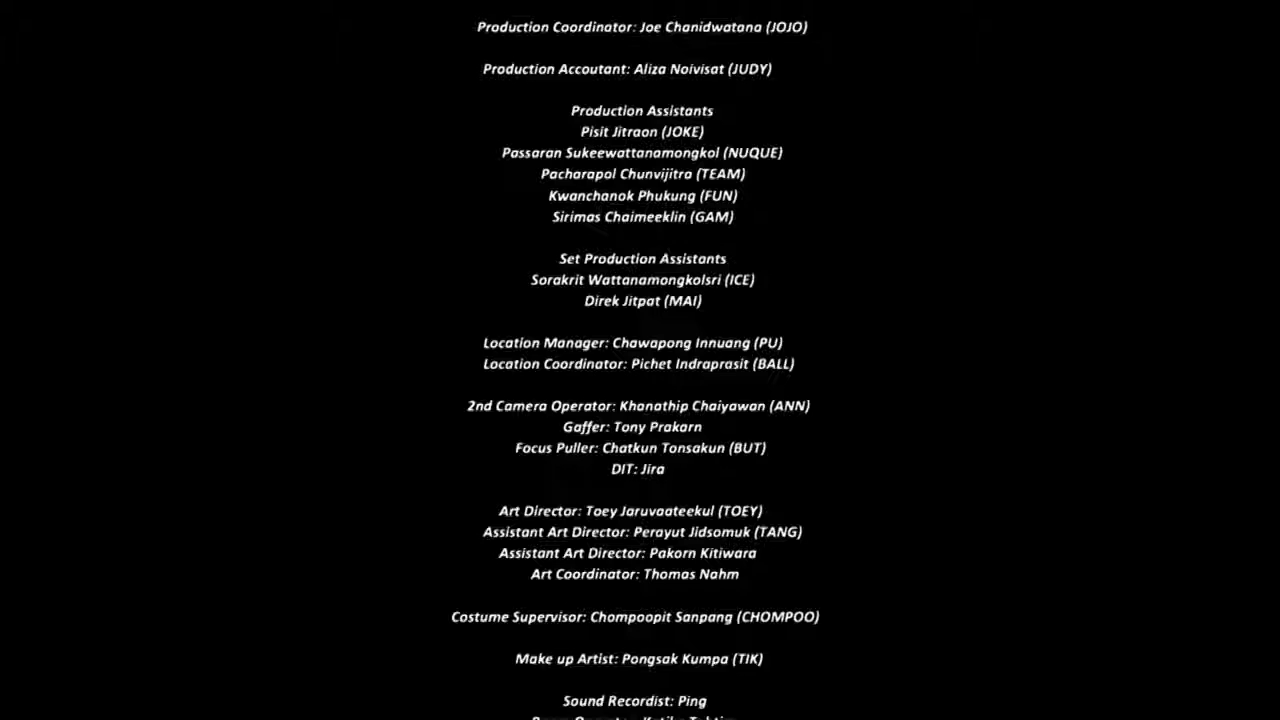 Production Coordinator: Joe Chanidwatana (JOJO)
Production Accoutant: Aliza Noivisat (JUDY)
Production Assistants
Pisit Jitraon (JOKE)
Passaran Sukeewattanamongkol (NUQUE)
Pacharapol Chunvijitra (TEAM)
Kwanchanok Phukung (FUN)
Sirimas Chaimeeklin (GAM)
Set Production Assistants
Sorakrit Wattanamongkolsri (ICE)
Direk Jitpat (MAI)
Location Manager: Chawapong Innuang (PU)
Location Coordinator: Pichet Indraprasit (BALL)
2nd Camera Operator: Khanathip Chaiyawan (ANN)
Gaffer: Tony Prakarn
Focus Puller: Chatkun Tonsakun (BUT)
DIT: Jira
Art Director: Toey Jaruvaateekul (TOEY)
Assistant Art Director: Perayut Jidsomuk (TANG)
Assistant Art Director: Pakorn Kitiwara
Art Coordinator: Thomas Nahm
Costume Supervisor: Chompoopit Sanpang (CHOMPOO)
Make up Artist: Pongsak Kumpa (TIK)
Sound Recordist: Ping